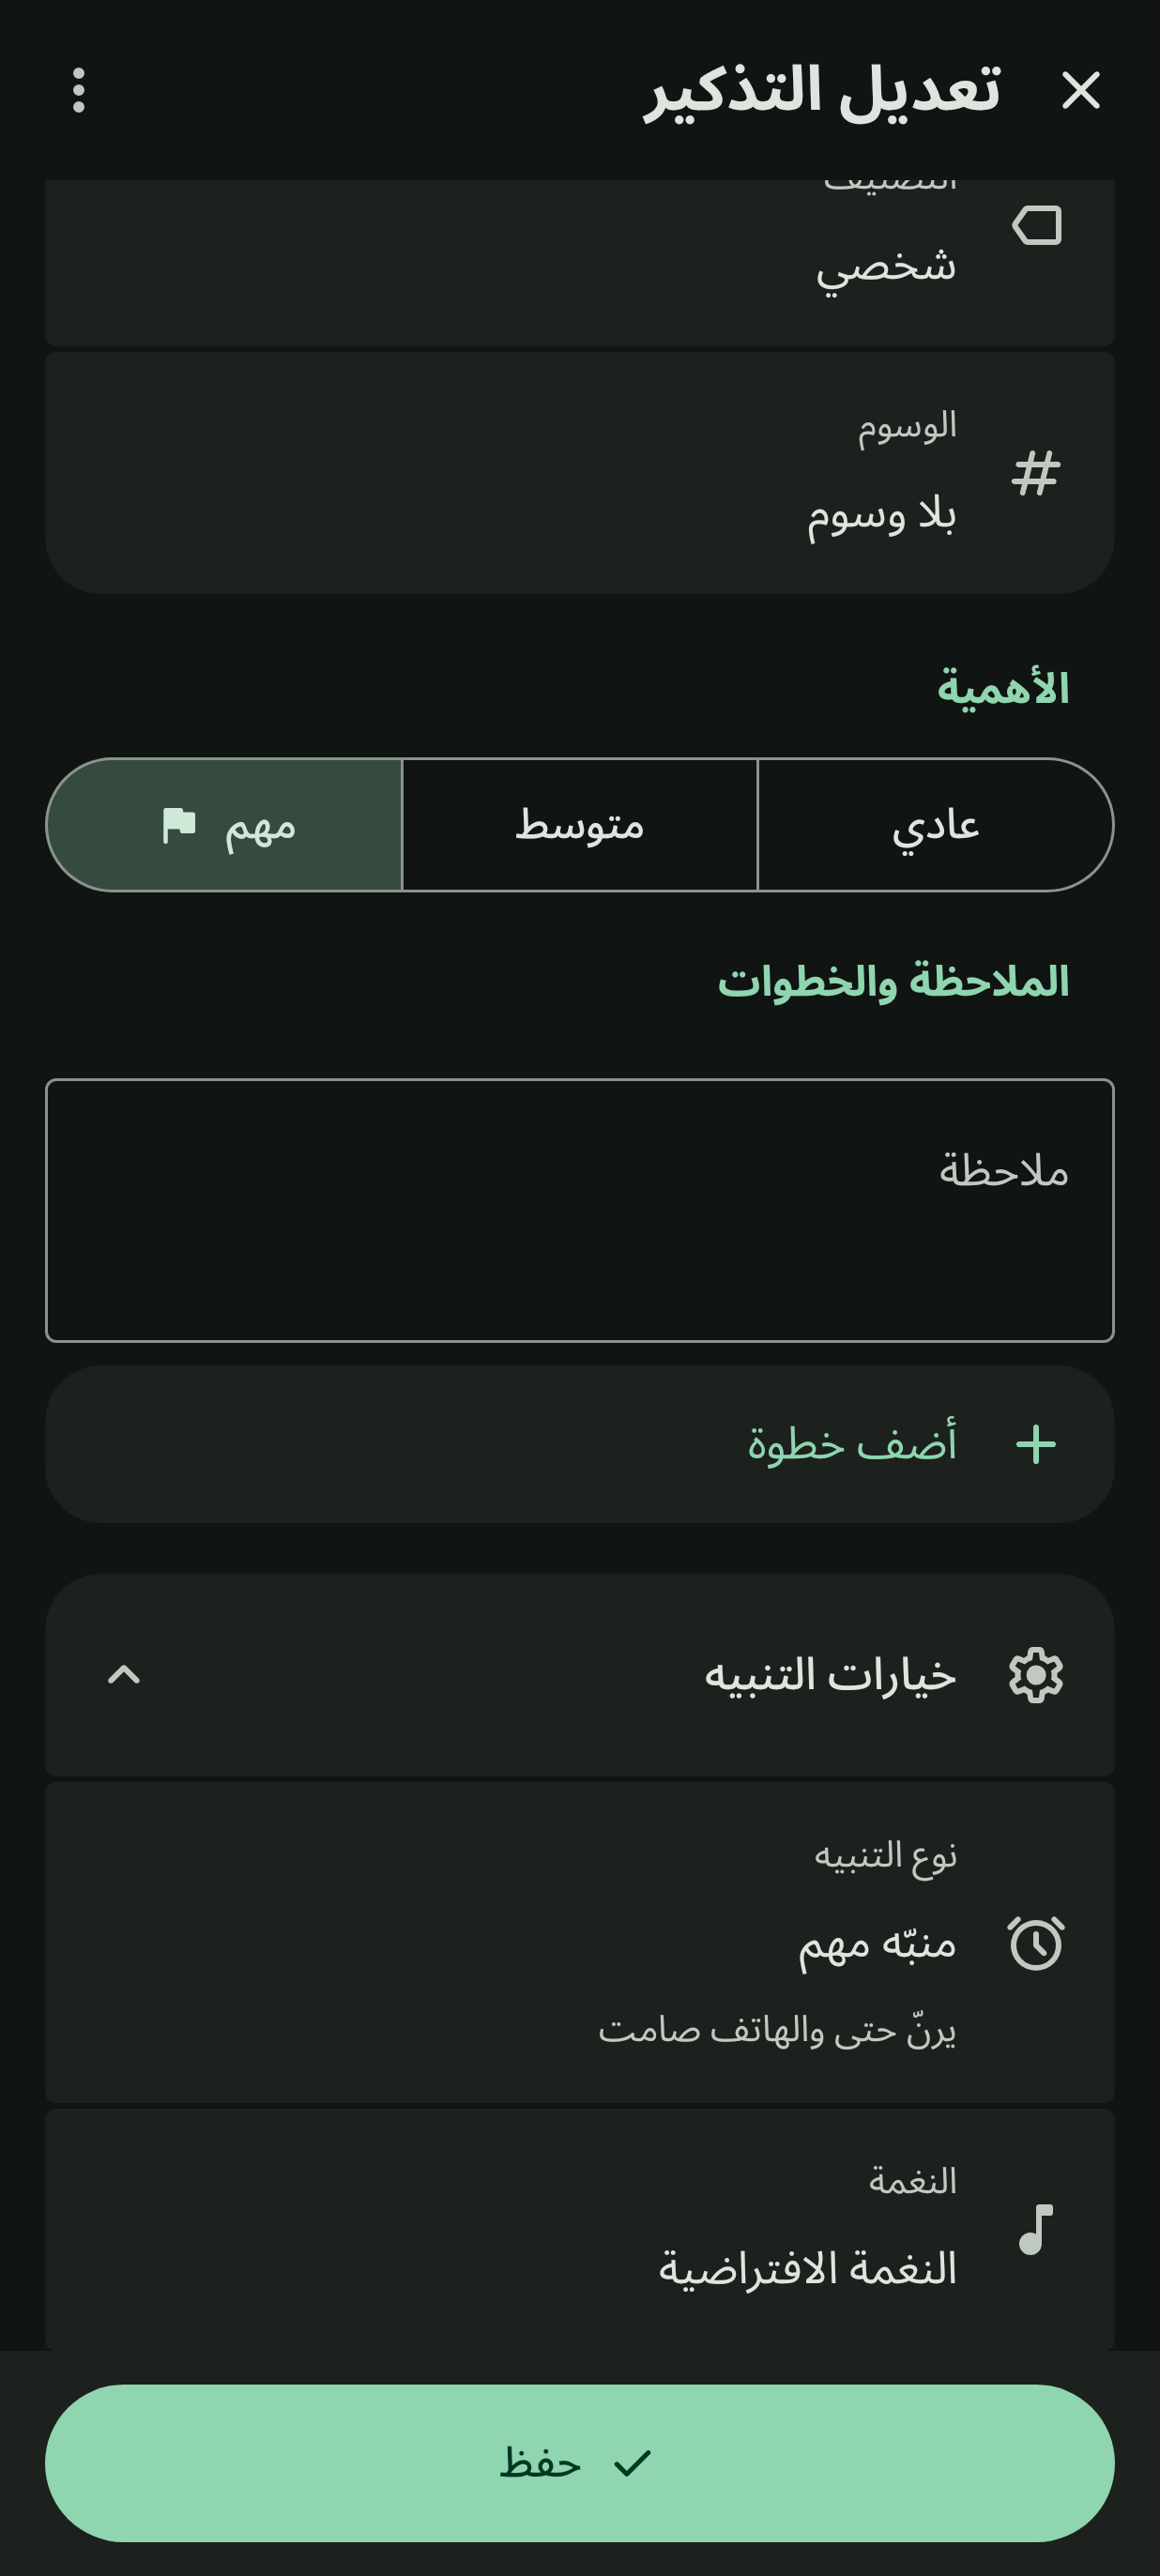 تعديل التذكير
شخصي
الوسوم
بلا وسوم
الأهمية
عادي
متوسط
مهم
الملاحظة والخطوات
ملاحظة
أضف خطوة
خيارات التنبيه
نوع التنبيه
منبّه مهم
يرنّ حتى والهاتف صامت
النغمة
النغمة الافتراضية
حفظ